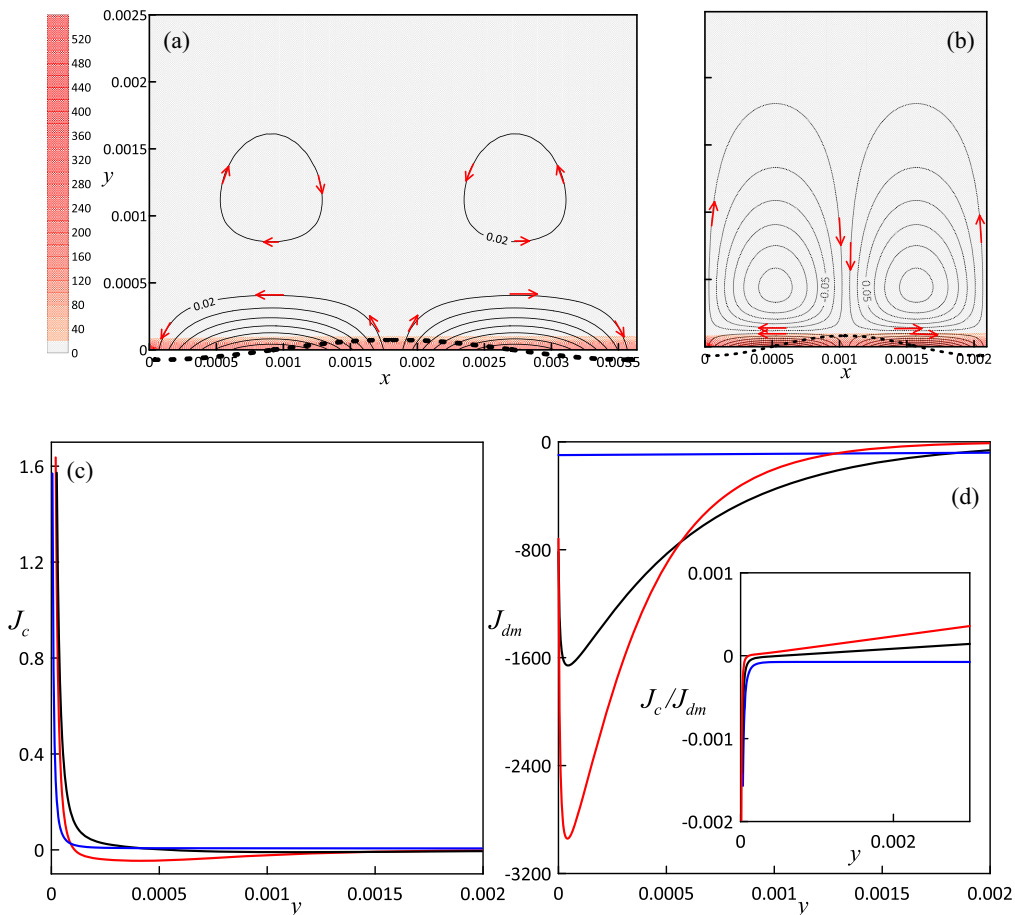 (a)
520
480
440
400
360
320
280
240
200
160
120
80
40
0
0.0025
0.002
0.0015
0.001
0.0005
0
y
0.02
0.02
0 0.0005 0.001 0.0015 0.002 0.0025 0.003 0.0035
x
(b)
-0.05
0.05
0 0.0005 0.001 0.0015 0.002
x
(c)
1.6
1.2
0.8
0.4
0
J_c
0 0.0005 0.001 0.0015 0.002
y
(d)
0
-800
-1600
-2400
-3200
J_dm
0 0.0005 0.001 0.0015 0.002
y
0.001
0
-0.001
-0.002
J_c/J_dm
0 0.002
y